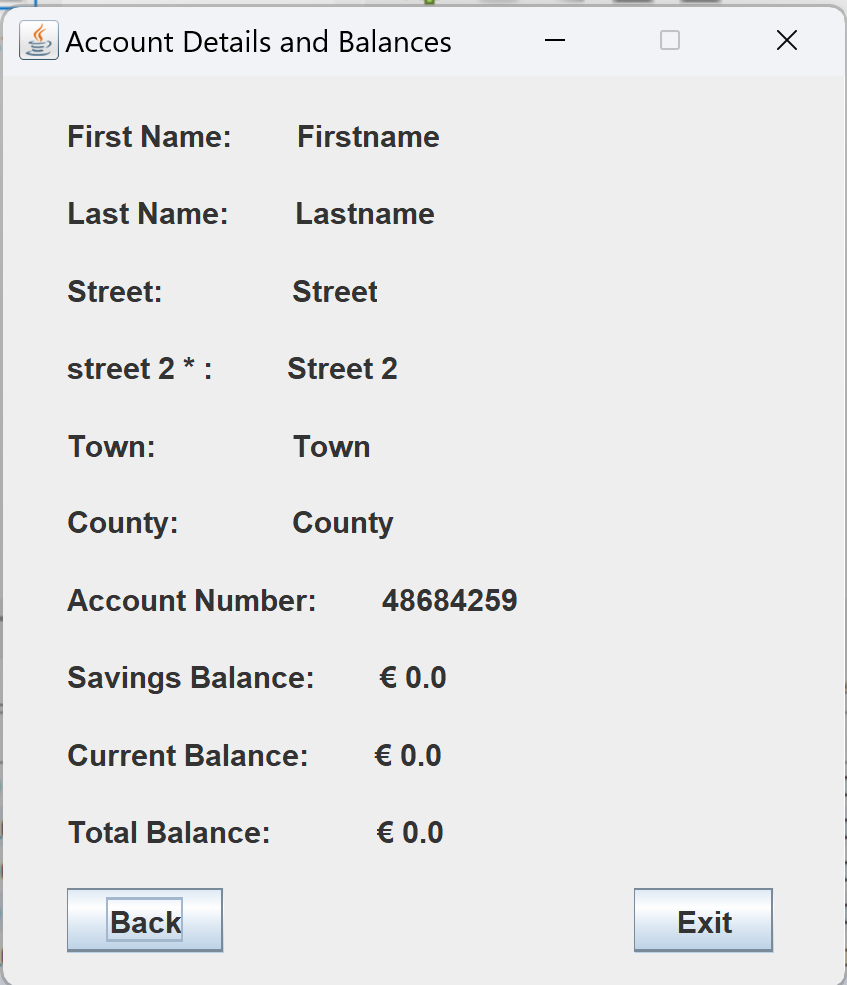 Account Details and Balances
First Name: Firstname
Last Name: Lastname
Street: Street
street 2 * : Street 2
Town: Town
County: County
Account Number: 48684259
Savings Balance: € 0.0
Current Balance: € 0.0
Total Balance: € 0.0
Back Exit